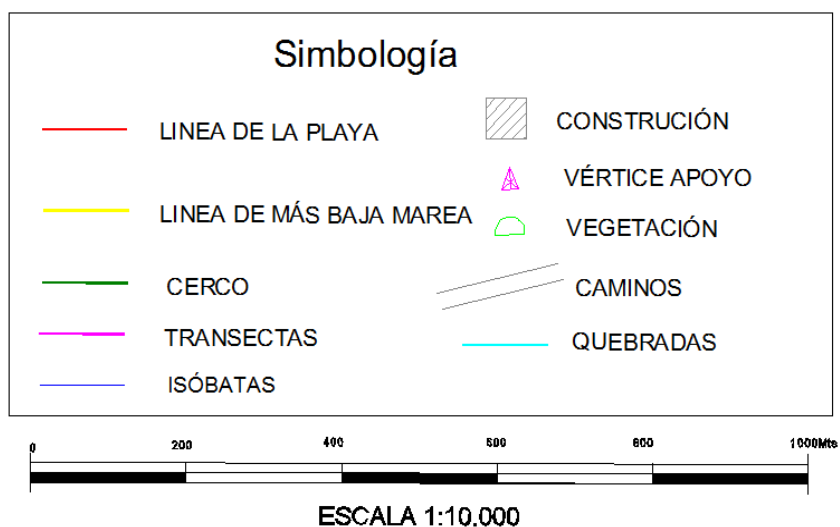 Simbología
LINEA DE LA PLAYA
LINEA DE MÁS BAJA MAREA
CERCO
TRANSECTAS
ISÓBATAS
CONSTRUCIÓN
VÉRTICE APOYO
VEGETACIÓN
CAMINOS
QUEBRADAS
0 200 400 600 800 1000Mts
ESCALA 1:10.000